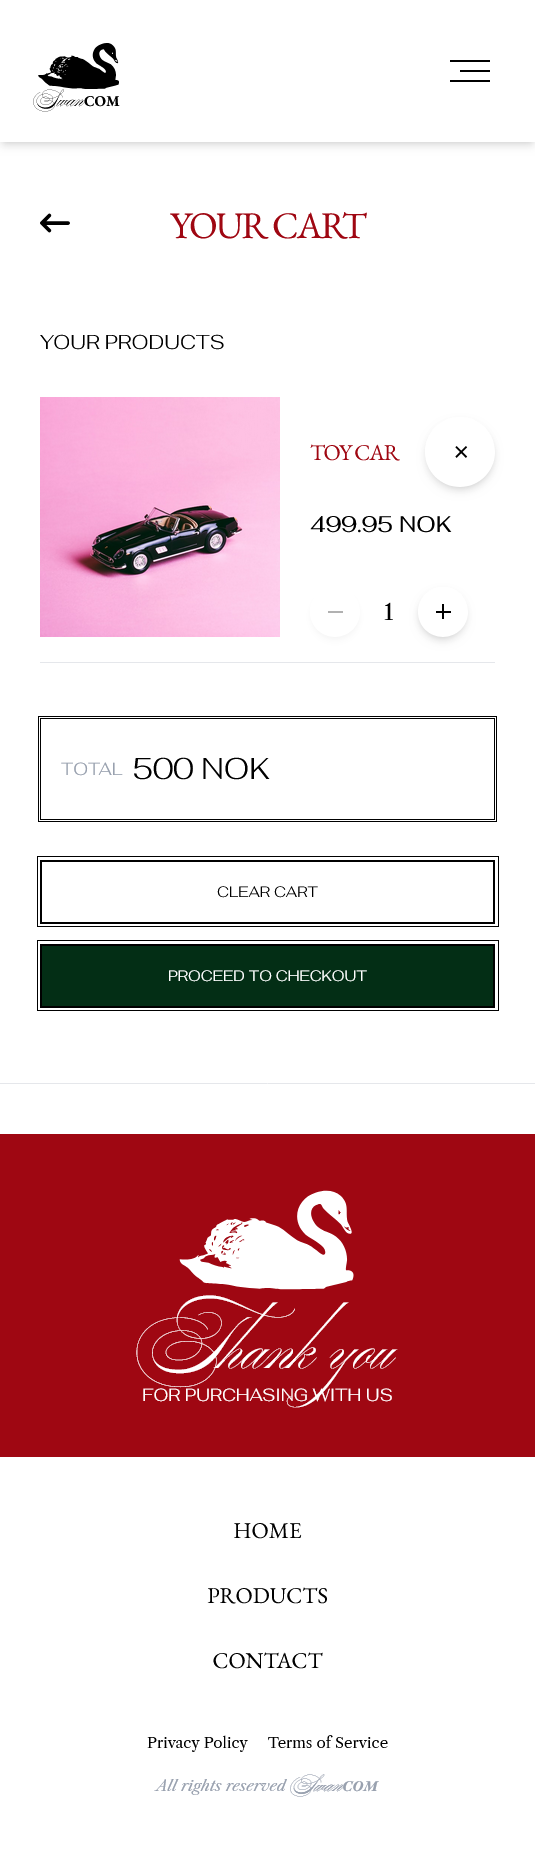 SwanCOM
YOUR CART
YOUR PRODUCTS
TOY CAR
499.95 NOK
1
TOTAL 500 NOK
CLEAR CART
PROCEED TO CHECKOUT
Thank you
FOR PURCHASING WITH US
HOME
PRODUCTS
CONTACT
Privacy Policy Terms of Service
All rights reserved SwanCOM